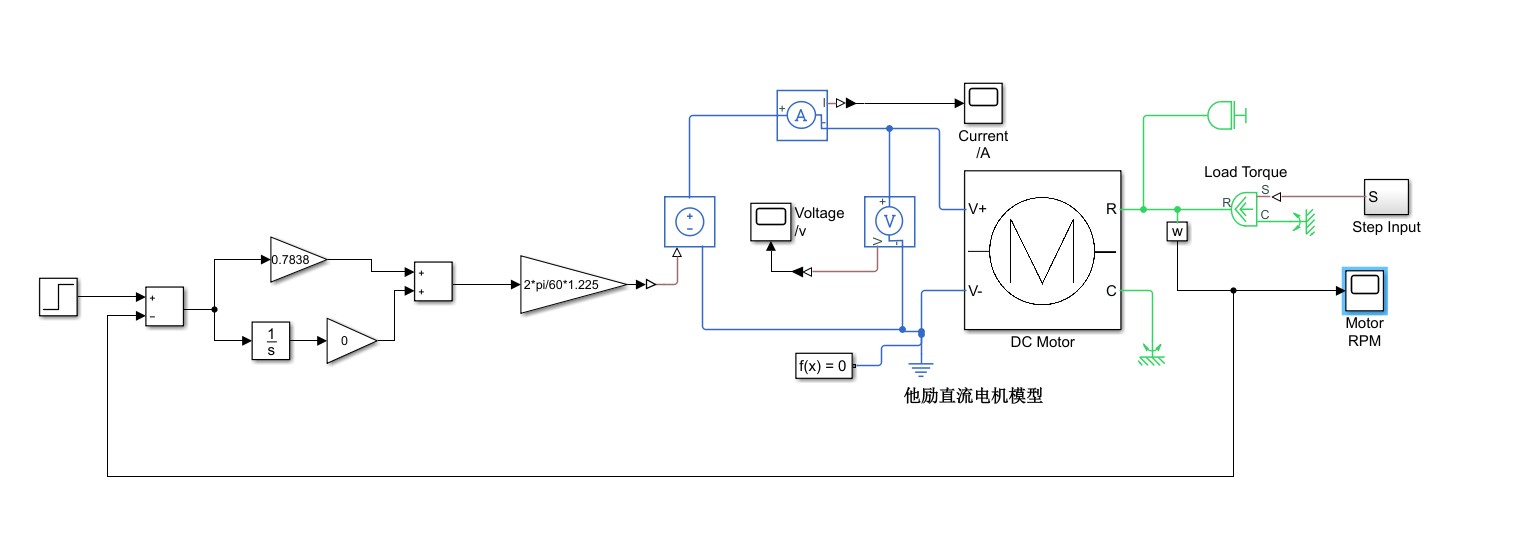 I
+
A
-
Current
/A
Load Torque
S
R
C
S
Step Input
+
-
Voltage
/v
+
V
-
V
V+
R
w
M
V-
C
DC Motor
0.7838
+
-
1
s
0
+
+
2*pi/60*1.225
Motor
RPM
f(x) = 0
他励直流电机模型